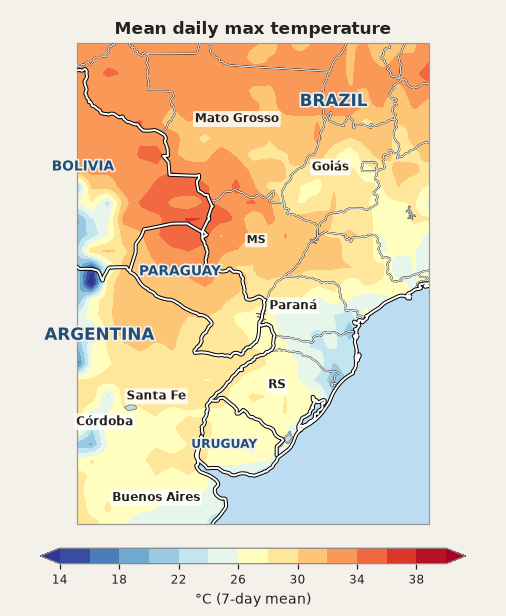 Mean daily max temperature
BRAZIL
Mato Grosso
BOLIVIA
Goiás
MS
PARAGUAY
Paraná
ARGENTINA
RS
Santa Fe
Córdoba
URUGUAY
Buenos Aires
14 18 22 26 30 34 38
°C (7-day mean)